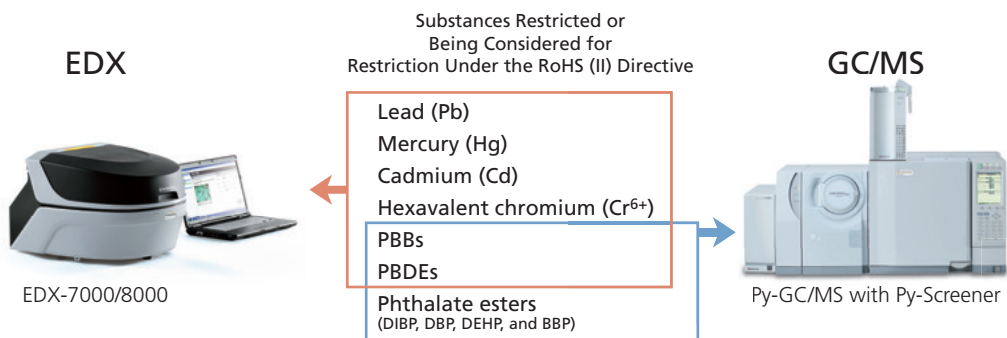 Substances Restricted or
Being Considered for
Restriction Under the RoHS (II) Directive
EDX
GC/MS
Lead (Pb)
Mercury (Hg)
Cadmium (Cd)
Hexavalent chromium (Cr⁶⁺)
PBBs
PBDEs
Phthalate esters
(DIBP, DBP, DEHP, and BBP)
EDX-7000/8000
Py-GC/MS with Py-Screener